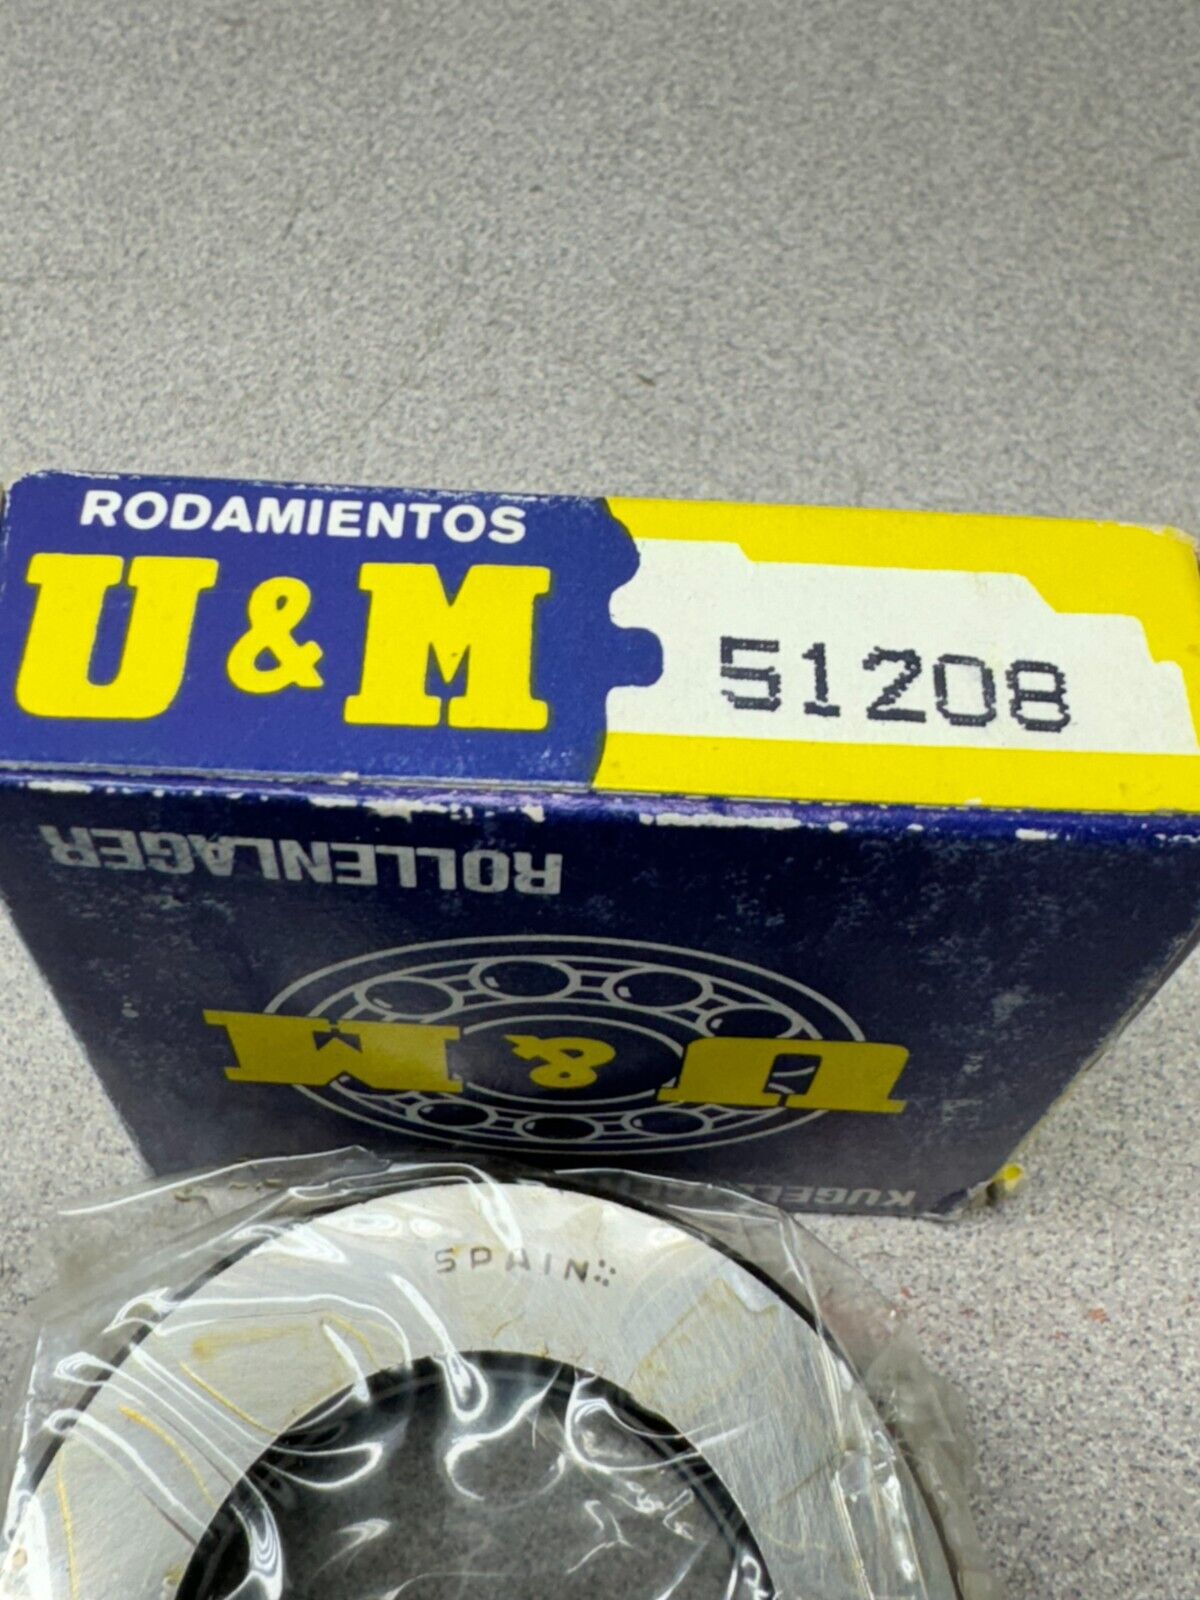 RODAMIENTOS
U & M
51208
ROLLENLAGER
U & M
SPAIN